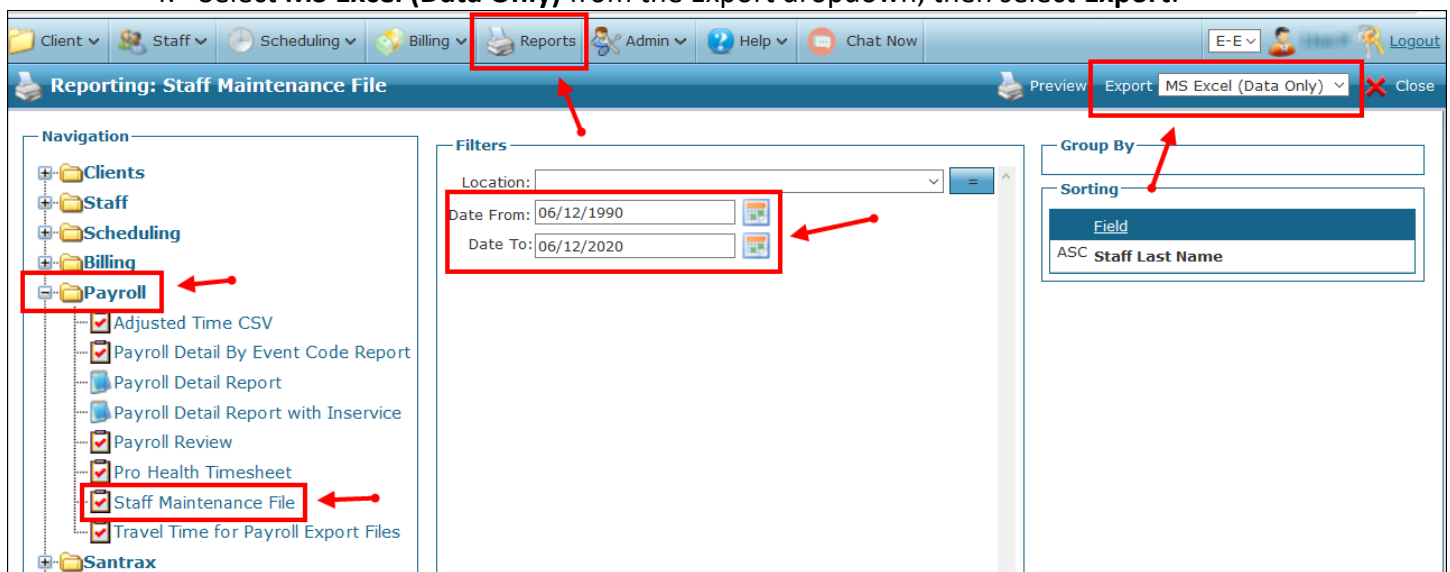 Select MS Excel (Data Only) from the Export dropdown, then select Export.
Client Staff Scheduling Billing Reports Admin Help Chat Now E-E Logout
Reporting: Staff Maintenance File Preview Export MS Excel (Data Only) Close
Navigation
Clients
Staff
Scheduling
Billing
Payroll
Adjusted Time CSV
Payroll Detail By Event Code Report
Payroll Detail Report
Payroll Detail Report with Inservice
Payroll Review
Pro Health Timesheet
Staff Maintenance File
Travel Time for Payroll Export Files
Santrax
Filters
Location: =
Date From: 06/12/1990
Date To: 06/12/2020
Group By
Sorting
Field
ASC Staff Last Name